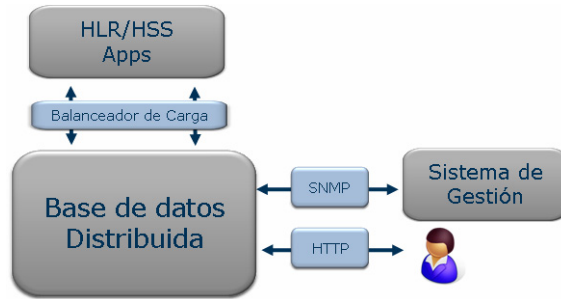 HLR/HSS
Apps
Balanceador de Carga
Base de datos
Distribuida
SNMP
Sistema de
Gestión
HTTP